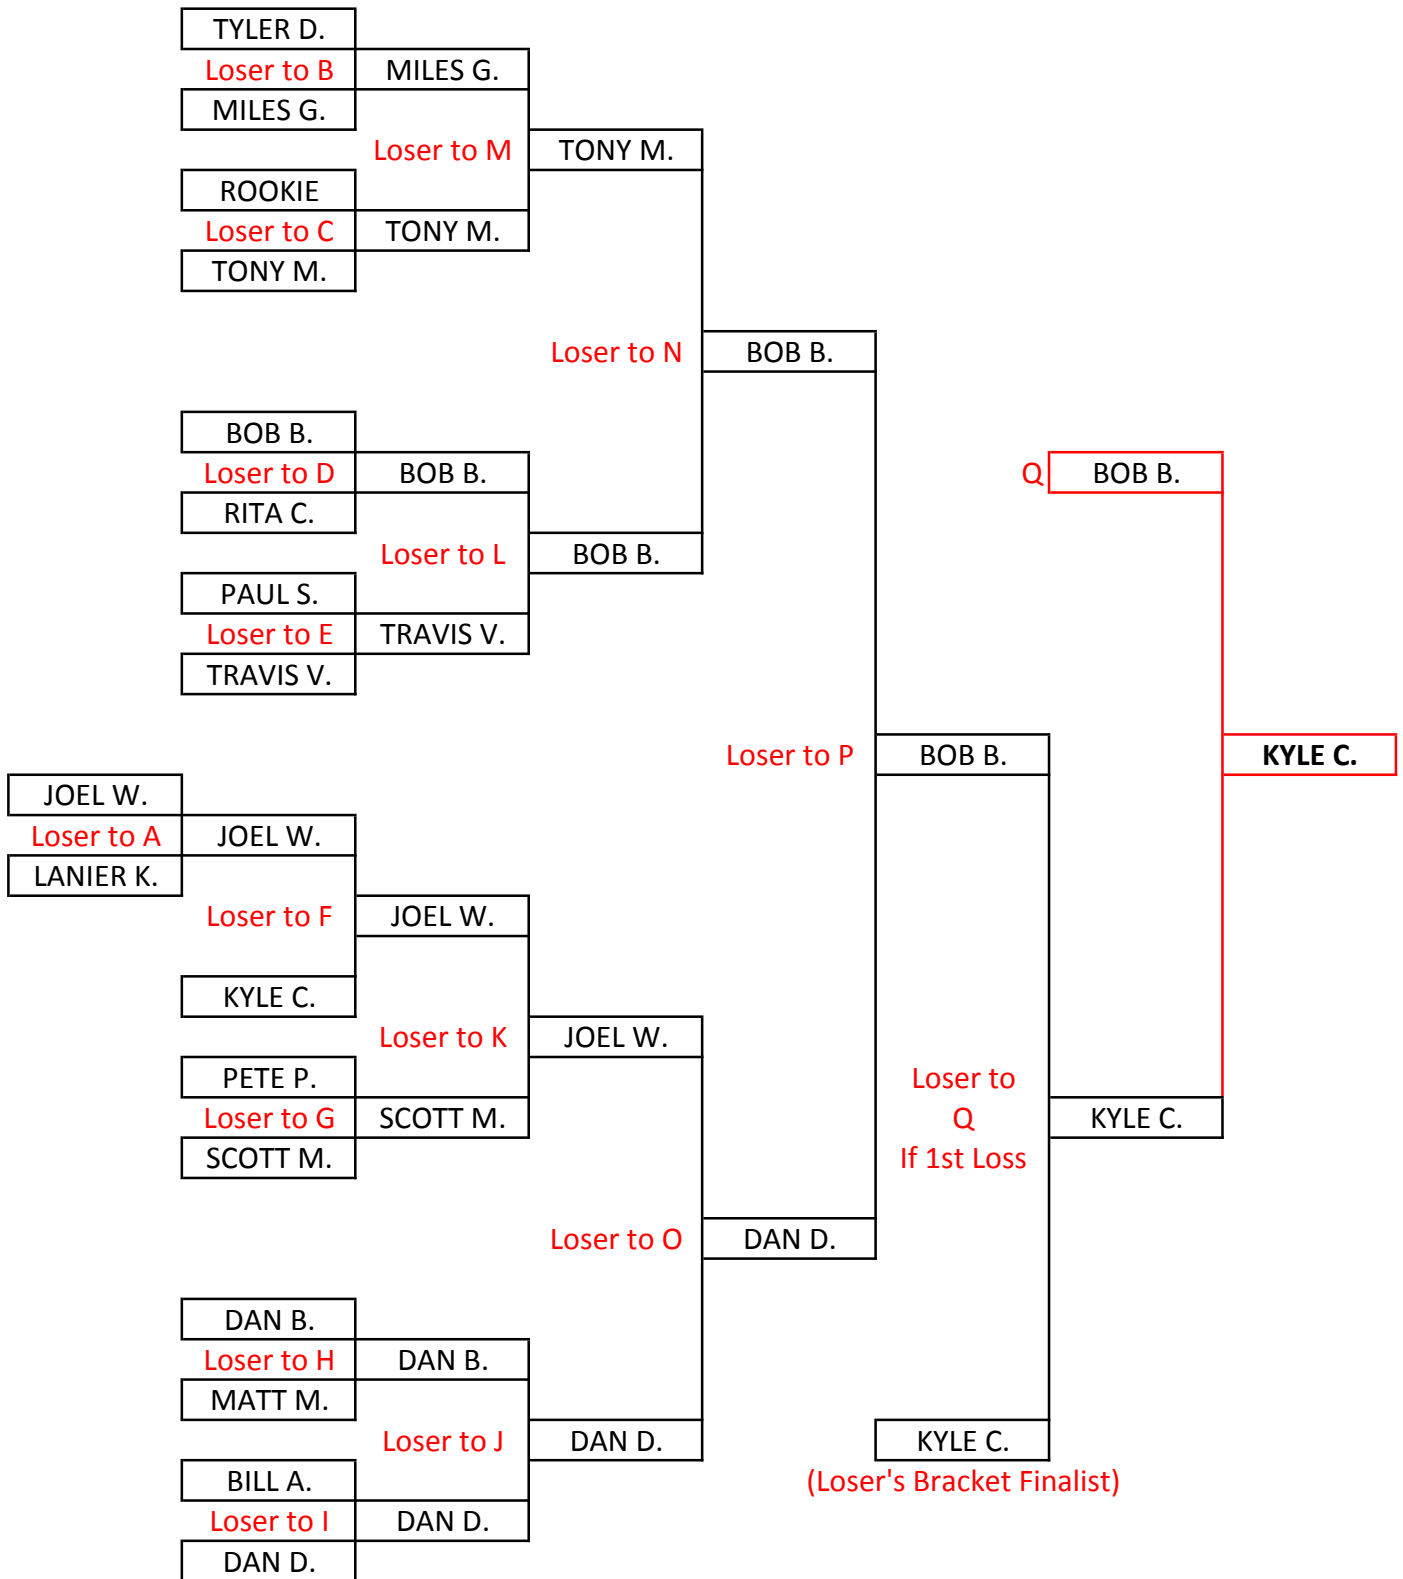 TYLER D.
Loser to B MILES G.
MILES G.
Loser to M TONY M.
ROOKIE
Loser to C TONY M.
TONY M.
Loser to N BOB B.
BOB B.
Loser to D BOB B. Q BOB B.
RITA C.
Loser to L BOB B.
PAUL S.
Loser to E TRAVIS V.
TRAVIS V.
Loser to P BOB B. KYLE C.
JOEL W.
Loser to A JOEL W.
LANIER K.
Loser to F JOEL W.
KYLE C.
Loser to K JOEL W.
PETE P. Loser to
Loser to G SCOTT M. Q KYLE C.
SCOTT M. If 1st Loss
Loser to O DAN D.
DAN B.
Loser to H DAN B.
MATT M.
Loser to J DAN D. KYLE C.
BILL A. (Loser's Bracket Finalist)
Loser to I DAN D.
DAN D.